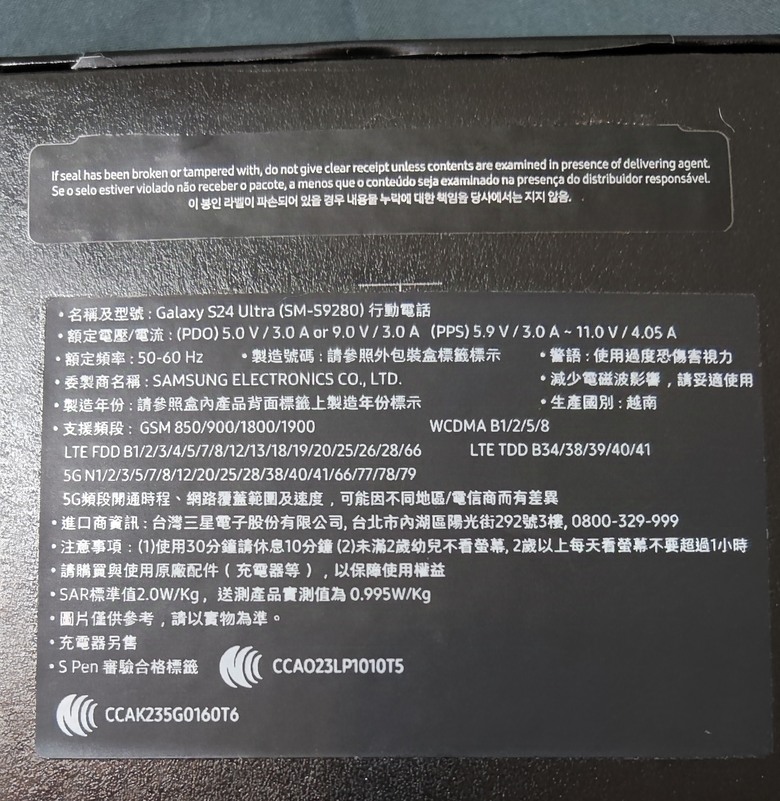 If seal has been broken or tampered with, do not give clear receipt unless contents are examined in presence of delivering agent.
Se o selo estiver violado não receber o pacote, a menos que o conteúdo seja examinado na presença do distribuidor responsável.
이 봉인 라벨이 파손되어 있을 경우 내용물 누락에 대한 책임을 당사에서는 지지 않음.
• 名稱及型號 : Galaxy S24 Ultra (SM-S9280) 行動電話
• 額定電壓/電流 : (PDO) 5.0 V / 3.0 A or 9.0 V / 3.0 A (PPS) 5.9 V / 3.0 A ~ 11.0 V / 4.05 A
• 額定頻率 : 50-60 Hz • 製造號碼 : 請參照外包裝盒標籤標示 • 警語 : 使用過度恐傷害視力
• 委製商名稱 : SAMSUNG ELECTRONICS CO., LTD. • 減少電磁波影響，請妥適使用
• 製造年份 : 請參照盒內產品背面標籤上製造年份標示 • 生產國別 : 越南
• 支援頻段 : GSM 850/900/1800/1900 WCDMA B1/2/5/8
LTE FDD B1/2/3/4/5/7/8/12/13/18/19/20/25/26/28/66 LTE TDD B34/38/39/40/41
5G N1/2/3/5/7/8/12/20/25/28/38/40/41/66/77/78/79
5G頻段開通時程、網路覆蓋範圍及速度，可能因不同地區/電信商而有差異
• 進口商資訊 : 台灣三星電子股份有限公司, 台北市內湖區陽光街292號3樓, 0800-329-999
• 注意事項 : (1)使用30分鐘請休息10分鐘 (2)未滿2歲幼兒不看螢幕, 2歲以上每天看螢幕不要超過1小時
• 請購買與使用原廠配件（充電器等），以保障使用權益
• SAR標準值2.0W/Kg，送測產品實測值為 0.995W/Kg
• 圖片僅供參考，請以實物為準。
• 充電器另售
• S Pen 審驗合格標籤 CCAO23LP1010T5
CCAK235G0160T6